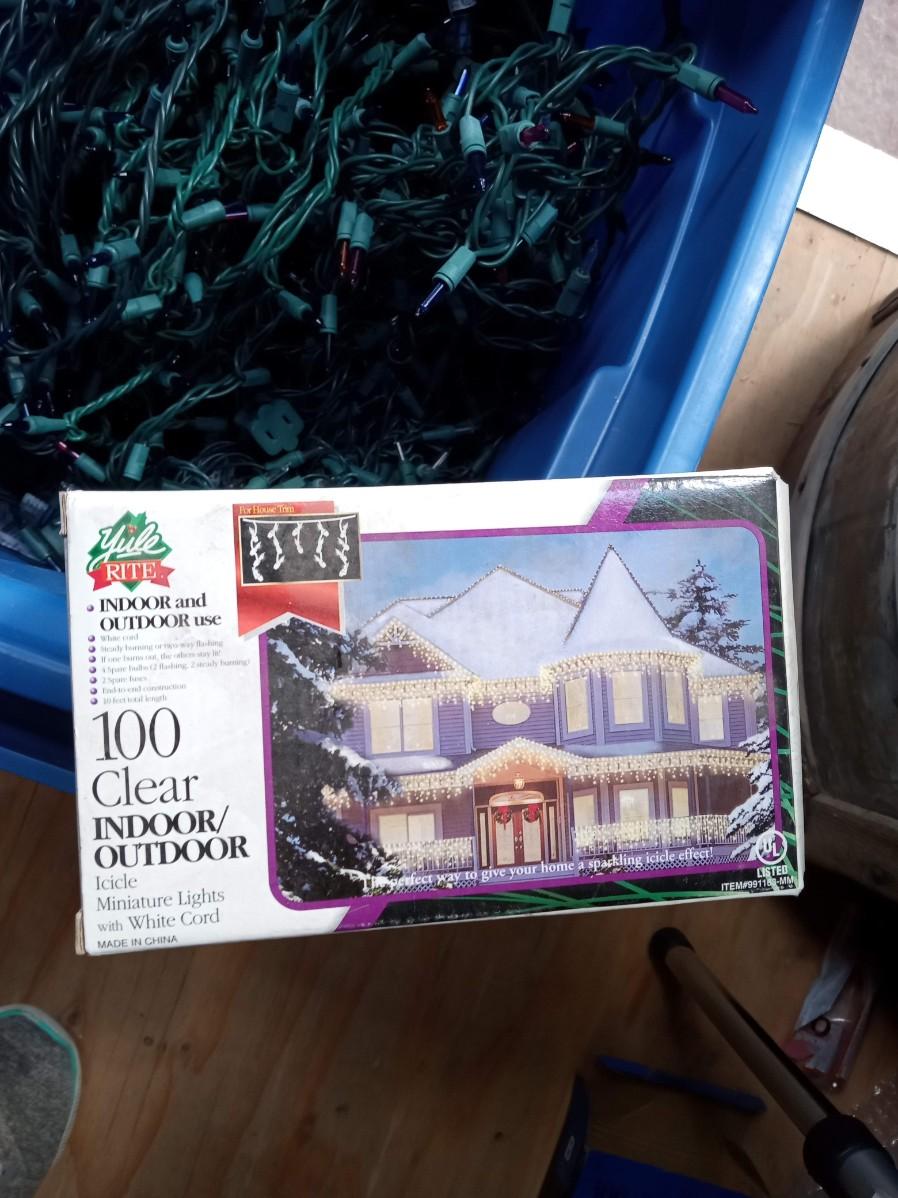 Yule
RITE
For House Trim
INDOOR and
OUTDOOR use
White cord
Steady burning or two-way flashing
If one burns out, the others stay lit!
4 Spare bulbs (2 flashing, 2 steady burning)
2 Spare fuses
End-to-end construction
10 feet total length
100
Clear
INDOOR/
OUTDOOR
Icicle
Miniature Lights
with White Cord
MADE IN CHINA
The perfect way to give your home a sparkling icicle effect!
UL
LISTED